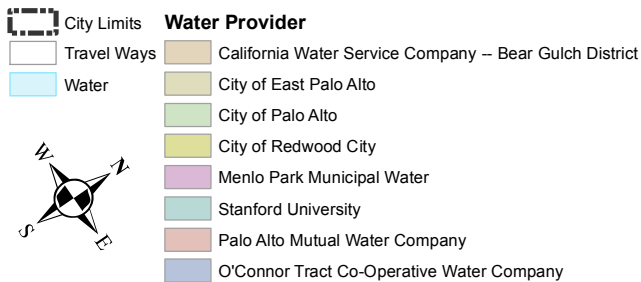 City Limits
Travel Ways
Water
Water Provider
California Water Service Company -- Bear Gulch District
City of East Palo Alto
City of Palo Alto
City of Redwood City
Menlo Park Municipal Water
Stanford University
Palo Alto Mutual Water Company
O'Connor Tract Co-Operative Water Company
W
N
S
E